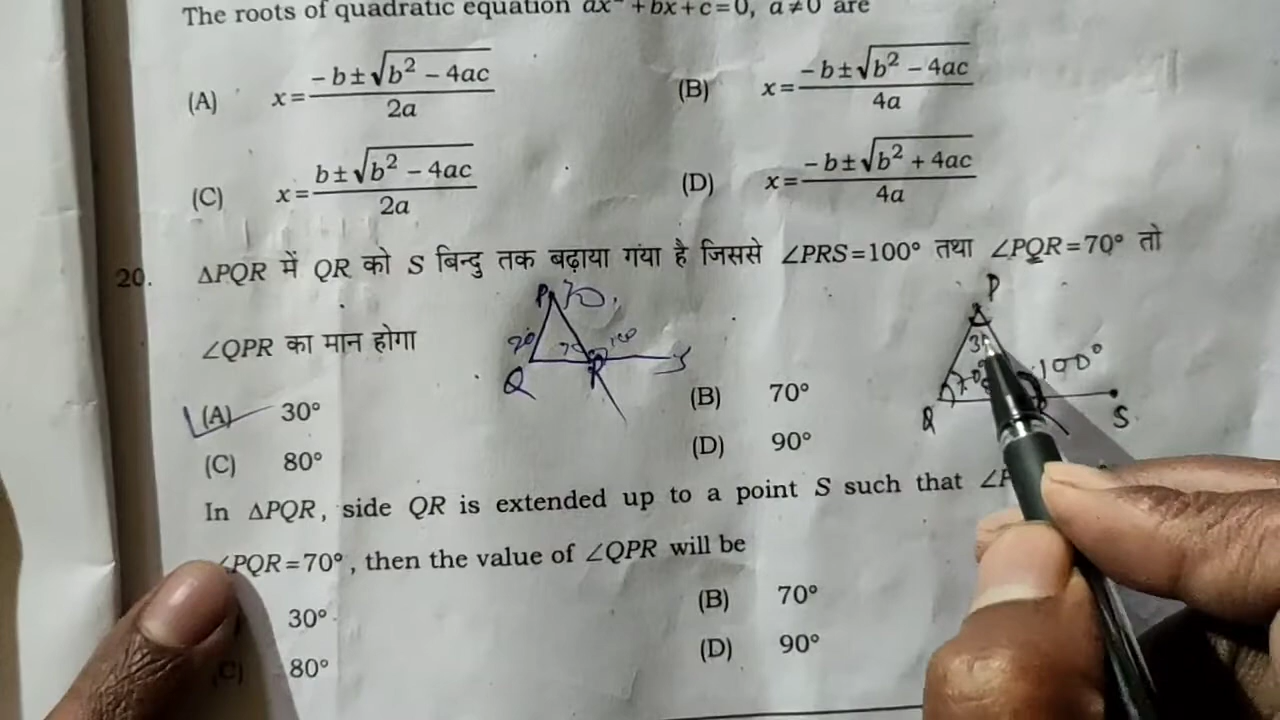 The roots of quadratic equation ax² + bx + c = 0, a ≠ 0 are
(A) x = (-b ± √(b² - 4ac)) / 2a (B) x = (-b ± √(b² - 4ac)) / 4a
(C) x = (b ± √(b² - 4ac)) / 2a (D) x = (-b ± √(b² + 4ac)) / 4a
20. ΔPQR में QR को S बिन्दु तक बढ़ाया गया है जिससे ∠PRS = 100° तथा ∠PQR = 70° तो
∠QPR का मान होगा
P
Q R S
P
70° 100°
Q S
(A) 30° (B) 70°
(C) 80° (D) 90°
In ΔPQR, side QR is extended up to a point S such that
∠PQR = 70°, then the value of ∠QPR will be
30° (B) 70°
(C) 80° (D) 90°